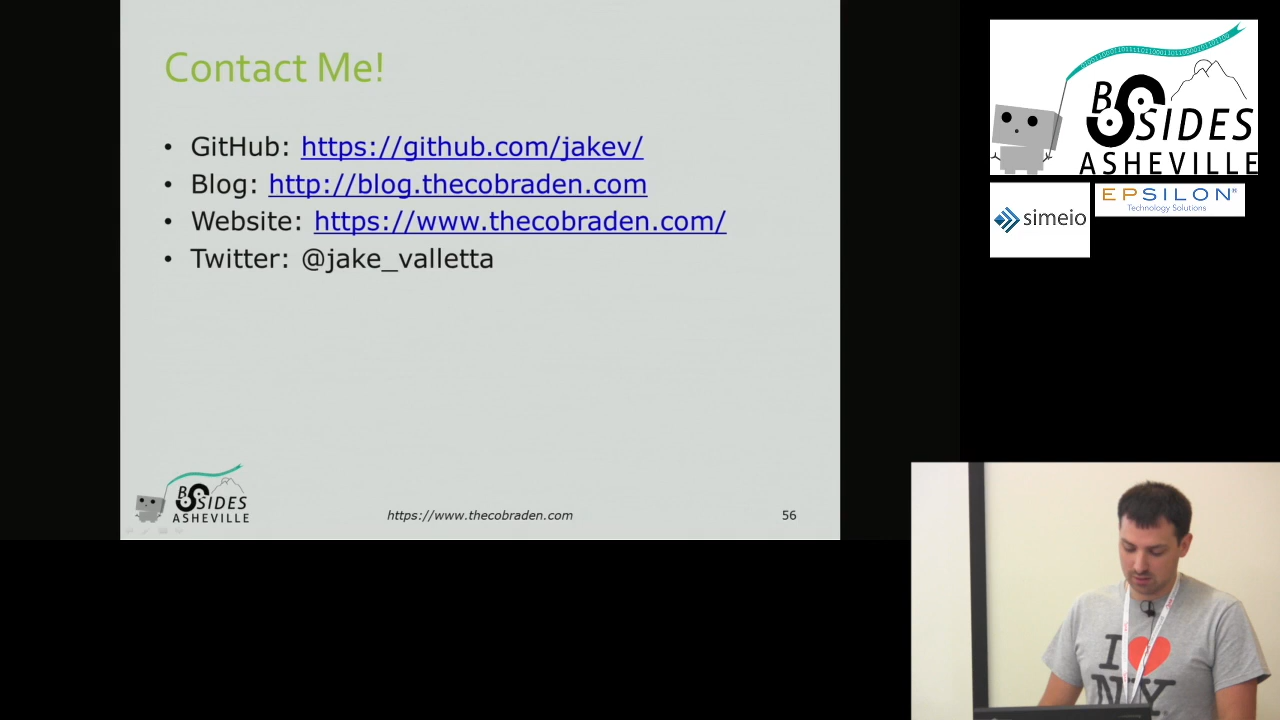 Contact Me!
• GitHub: https://github.com/jakev/
• Blog: http://blog.thecobraden.com
• Website: https://www.thecobraden.com/
• Twitter: @jake_valletta
BSIDES
ASHEVILLE
https://www.thecobraden.com
56
BSIDES
ASHEVILLE
simeio
EPSILON®
Technology Solutions
I
NY